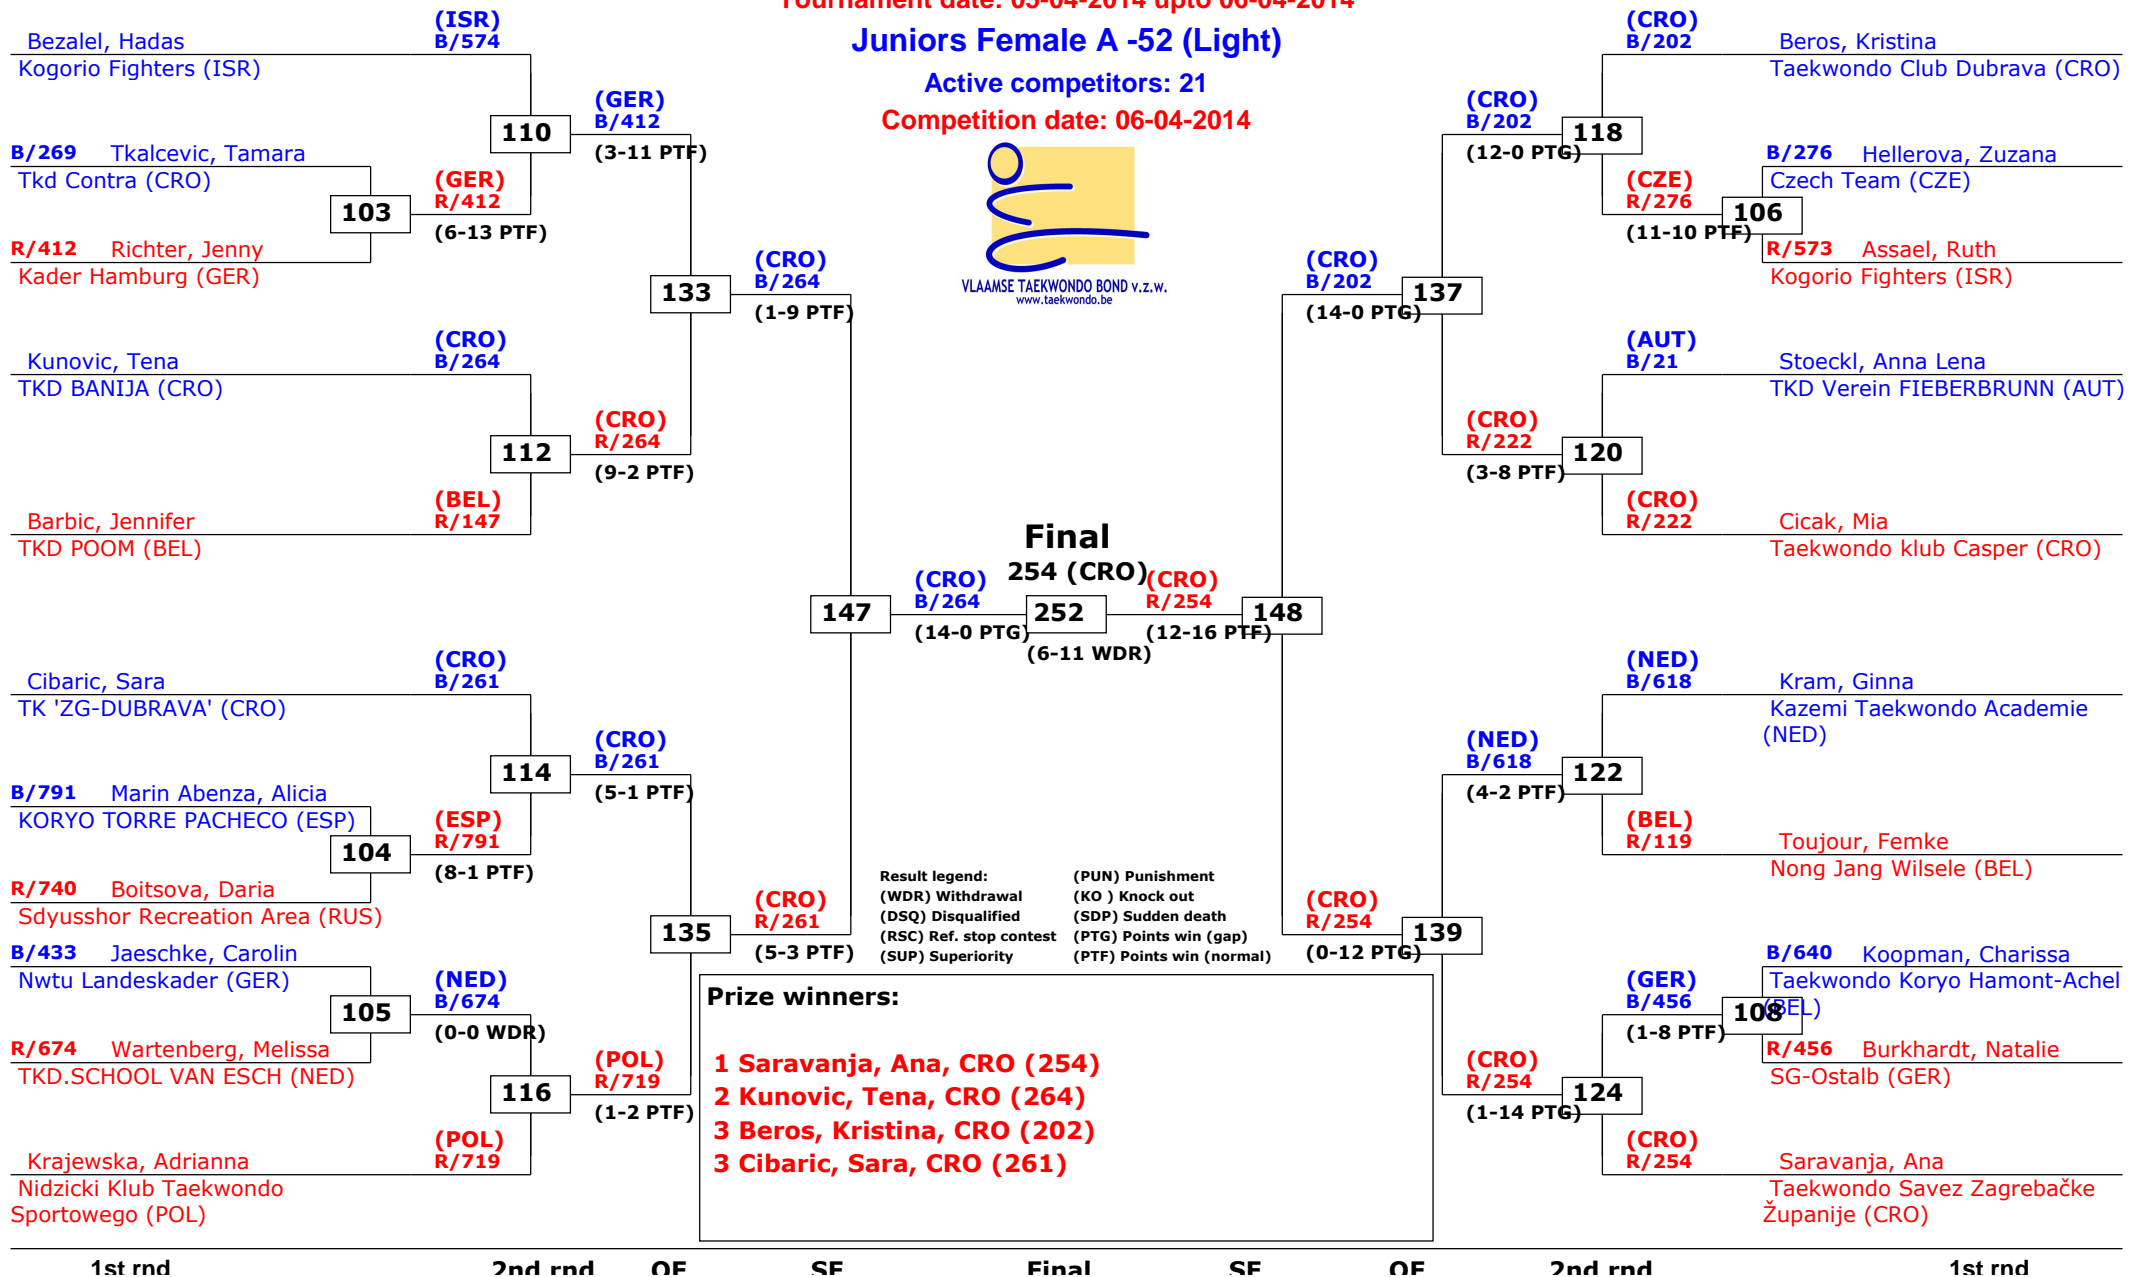 Tournament date: 05-04-2014 upto 06-04-2014
Juniors Female A -52 (Light)
Active competitors: 21
Competition date: 06-04-2014
VLAAMSE TAEKWONDO BOND v.z.w.
www.taekwondo.be
Bezalel, Hadas
Kogorio Fighters (ISR)
(ISR)
B/574
B/269 Tkalcevic, Tamara
Tkd Contra (CRO)
103
R/412 Richter, Jenny
Kader Hamburg (GER)
(GER)
R/412
(6-13 PTF)
110
(GER)
B/412
(3-11 PTF)
Kunovic, Tena
TKD BANIJA (CRO)
(CRO)
B/264
112
Barbic, Jennifer
TKD POOM (BEL)
(BEL)
R/147
(CRO)
R/264
(9-2 PTF)
133
(CRO)
B/264
(1-9 PTF)
Cibaric, Sara
TK 'ZG-DUBRAVA' (CRO)
(CRO)
B/261
B/791 Marin Abenza, Alicia
KORYO TORRE PACHECO (ESP)
104
R/740 Boitsova, Daria
Sdyusshor Recreation Area (RUS)
(ESP)
R/791
(8-1 PTF)
114
(CRO)
B/261
(5-1 PTF)
B/433 Jaeschke, Carolin
Nwtu Landeskader (GER)
105
R/674 Wartenberg, Melissa
TKD.SCHOOL VAN ESCH (NED)
(NED)
B/674
(0-0 WDR)
116
Krajewska, Adrianna
Nidzicki Klub Taekwondo
Sportowego (POL)
(POL)
R/719
(POL)
R/719
(1-2 PTF)
135
(CRO)
R/261
(5-3 PTF)
147
(CRO)
B/264
(14-0 PTG)
Final
254 (CRO)
252
(6-11 WDR)
(CRO)
R/254
(12-16 PTF)
148
(CRO)
B/202
Beros, Kristina
Taekwondo Club Dubrava (CRO)
118
(CRO)
B/202
(12-0 PTG)
B/276 Hellerova, Zuzana
Czech Team (CZE)
106
R/573 Assael, Ruth
Kogorio Fighters (ISR)
(CZE)
R/276
(11-10 PTF)
137
(CRO)
B/202
(14-0 PTG)
(AUT)
B/21
Stoeckl, Anna Lena
TKD Verein FIEBERBRUNN (AUT)
120
(CRO)
R/222
(3-8 PTF)
(CRO)
R/222
Cicak, Mia
Taekwondo klub Casper (CRO)
(NED)
B/618
Kram, Ginna
Kazemi Taekwondo Academie
(NED)
122
(NED)
B/618
(4-2 PTF)
(BEL)
R/119
Toujour, Femke
Nong Jang Wilsele (BEL)
139
(CRO)
R/254
(0-12 PTG)
B/640 Koopman, Charissa
Taekwondo Koryo Hamont-Achel
(BEL)
108
R/456 Burkhardt, Natalie
SG-Ostalb (GER)
(GER)
B/456
(1-8 PTF)
124
(CRO)
R/254
(1-14 PTG)
(CRO)
R/254
Saravanja, Ana
Taekwondo Savez Zagrebačke
Županije (CRO)
Result legend:
(WDR) Withdrawal
(DSQ) Disqualified
(RSC) Ref. stop contest
(SUP) Superiority
(PUN) Punishment
(KO ) Knock out
(SDP) Sudden death
(PTG) Points win (gap)
(PTF) Points win (normal)
Prize winners:
1 Saravanja, Ana, CRO (254)
2 Kunovic, Tena, CRO (264)
3 Beros, Kristina, CRO (202)
3 Cibaric, Sara, CRO (261)
1st rnd 2nd rnd QF SF Final SF QF 2nd rnd 1st rnd